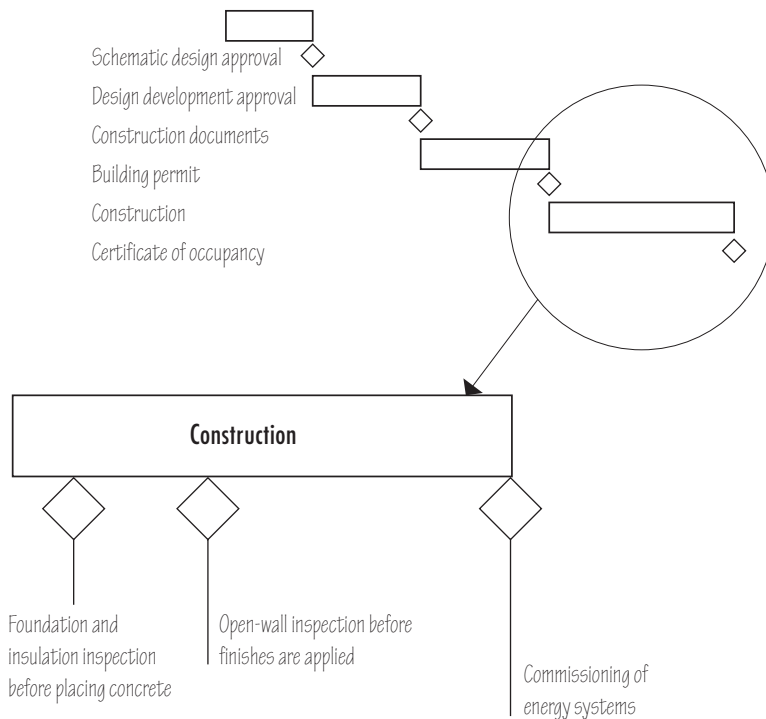 Schematic design approval
Design development approval
Construction documents
Building permit
Construction
Certificate of occupancy
Construction
Foundation and
insulation inspection
before placing concrete
Open-wall inspection before
finishes are applied
Commissioning of
energy systems